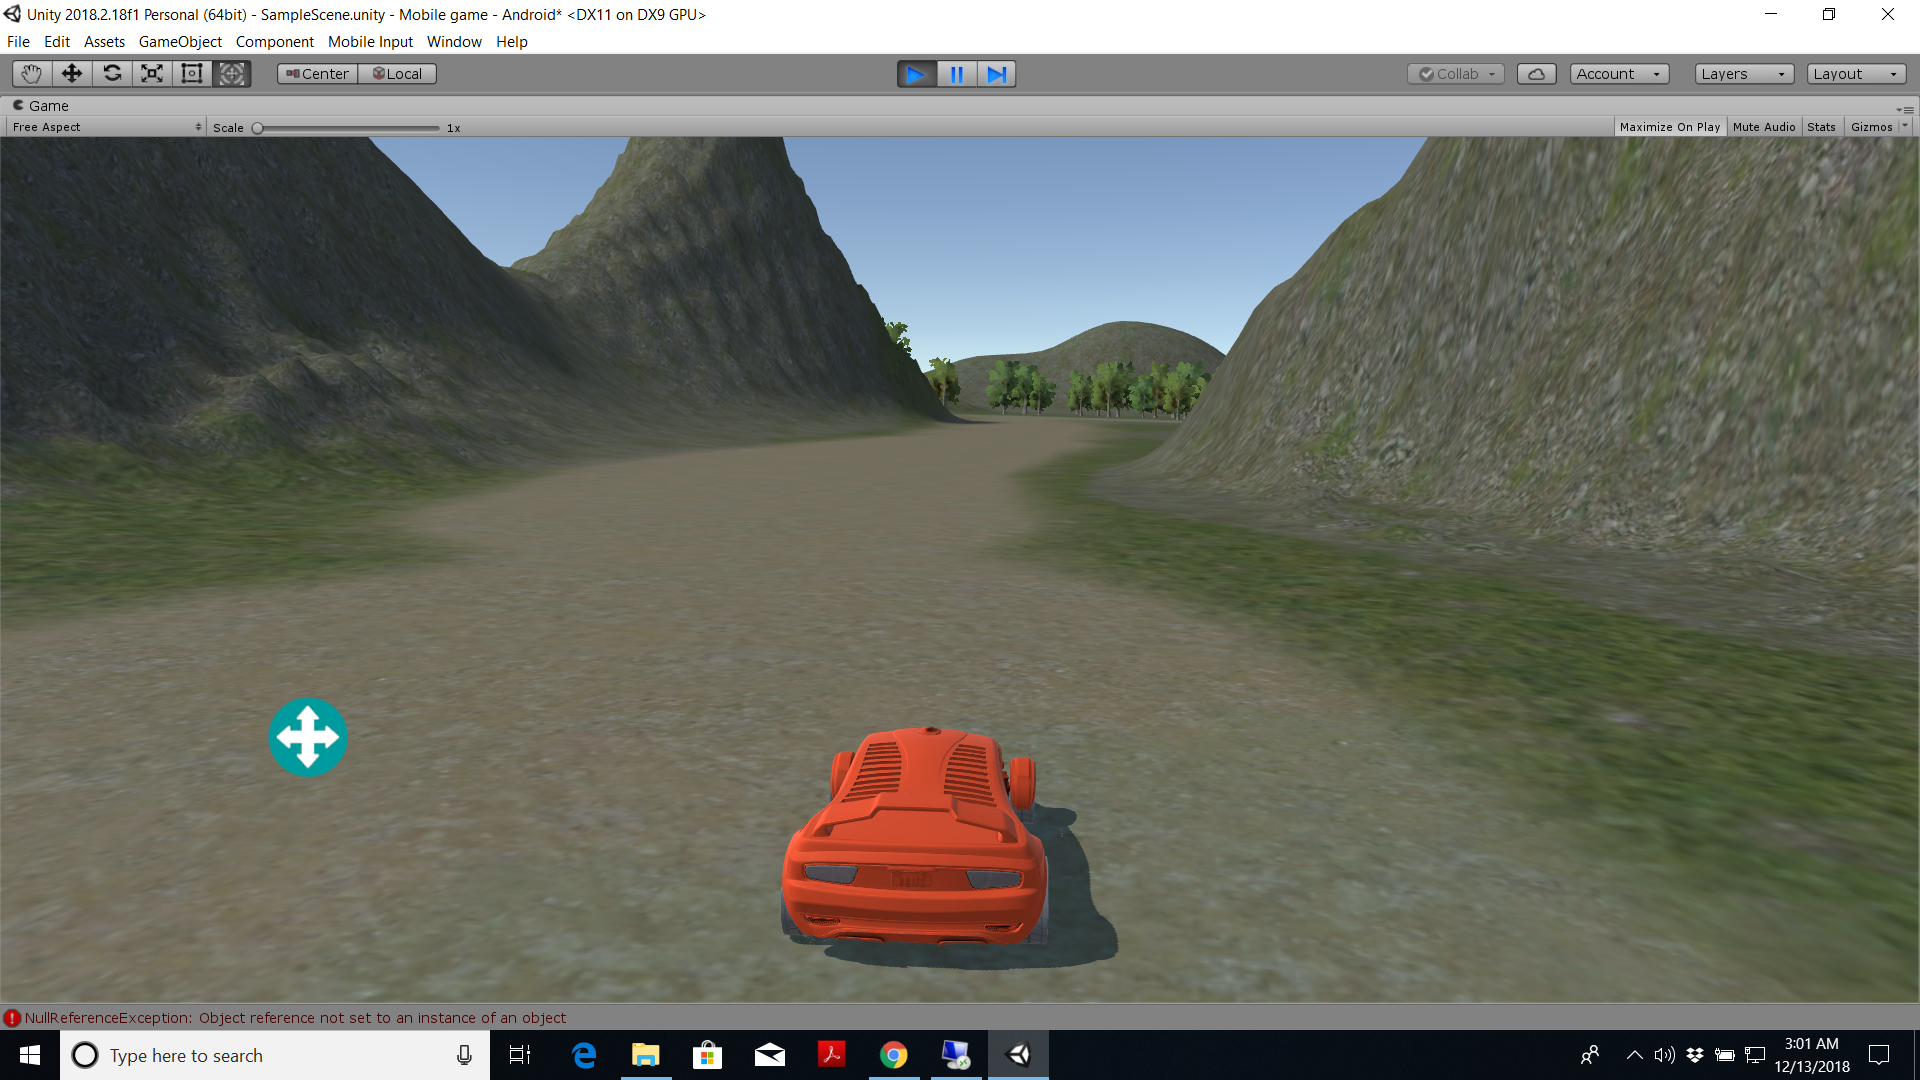 Unity 2018.2.18f1 Personal (64bit) - SampleScene.unity - Mobile game - Android* <DX11 on DX9 GPU>
File Edit Assets GameObject Component Mobile Input Window Help
Center Local Collab Account Layers Layout
Game
Free Aspect Scale 1x Maximize On Play Mute Audio Stats Gizmos
NullReferenceException: Object reference not set to an instance of an object
Type here to search
3:01 AM
12/13/2018